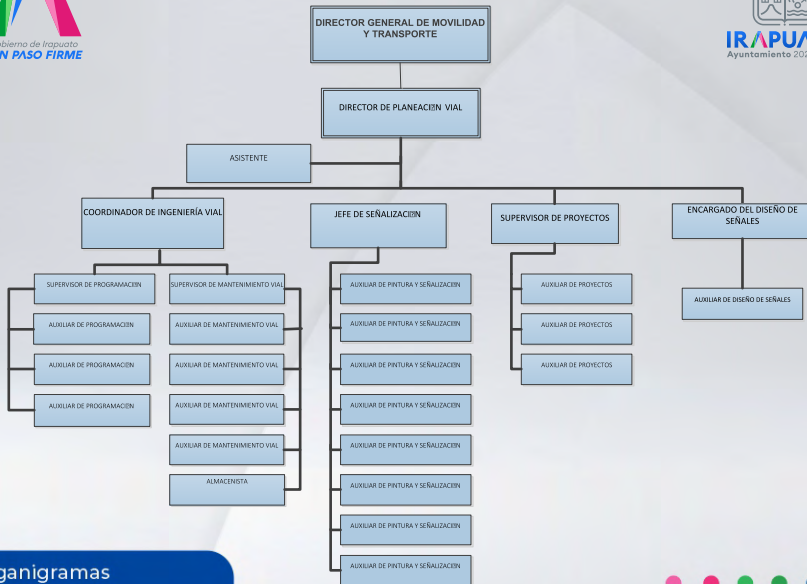 obierno de Irapuato
N PASO FIRME
IRAPUA
Ayuntamiento 202
DIRECTOR GENERAL DE MOVILIDAD
Y TRANSPORTE
DIRECTOR DE PLANEACI⍰N VIAL
ASISTENTE
COORDINADOR DE INGENIERÍA VIAL
JEFE DE SEÑALIZACI⍰N
SUPERVISOR DE PROYECTOS
ENCARGADO DEL DISEÑO DE
SEÑALES
SUPERVISOR DE PROGRAMACI⍰N
AUXILIAR DE PROGRAMACI⍰N
AUXILIAR DE PROGRAMACI⍰N
AUXILIAR DE PROGRAMACI⍰N
SUPERVISOR DE MANTENIMIENTO VIAL
AUXILIAR DE MANTENIMIENTO VIAL
AUXILIAR DE MANTENIMIENTO VIAL
AUXILIAR DE MANTENIMIENTO VIAL
AUXILIAR DE MANTENIMIENTO VIAL
ALMACENISTA
AUXILIAR DE PINTURA Y SEÑALIZACI⍰N
AUXILIAR DE PINTURA Y SEÑALIZACI⍰N
AUXILIAR DE PINTURA Y SEÑALIZACI⍰N
AUXILIAR DE PINTURA Y SEÑALIZACI⍰N
AUXILIAR DE PINTURA Y SEÑALIZACI⍰N
AUXILIAR DE PINTURA Y SEÑALIZACI⍰N
AUXILIAR DE PINTURA Y SEÑALIZACI⍰N
AUXILIAR DE PINTURA Y SEÑALIZACI⍰N
AUXILIAR DE PROYECTOS
AUXILIAR DE PROYECTOS
AUXILIAR DE PROYECTOS
AUXILIAR DE DISEÑO DE SEÑALES
ganigramas